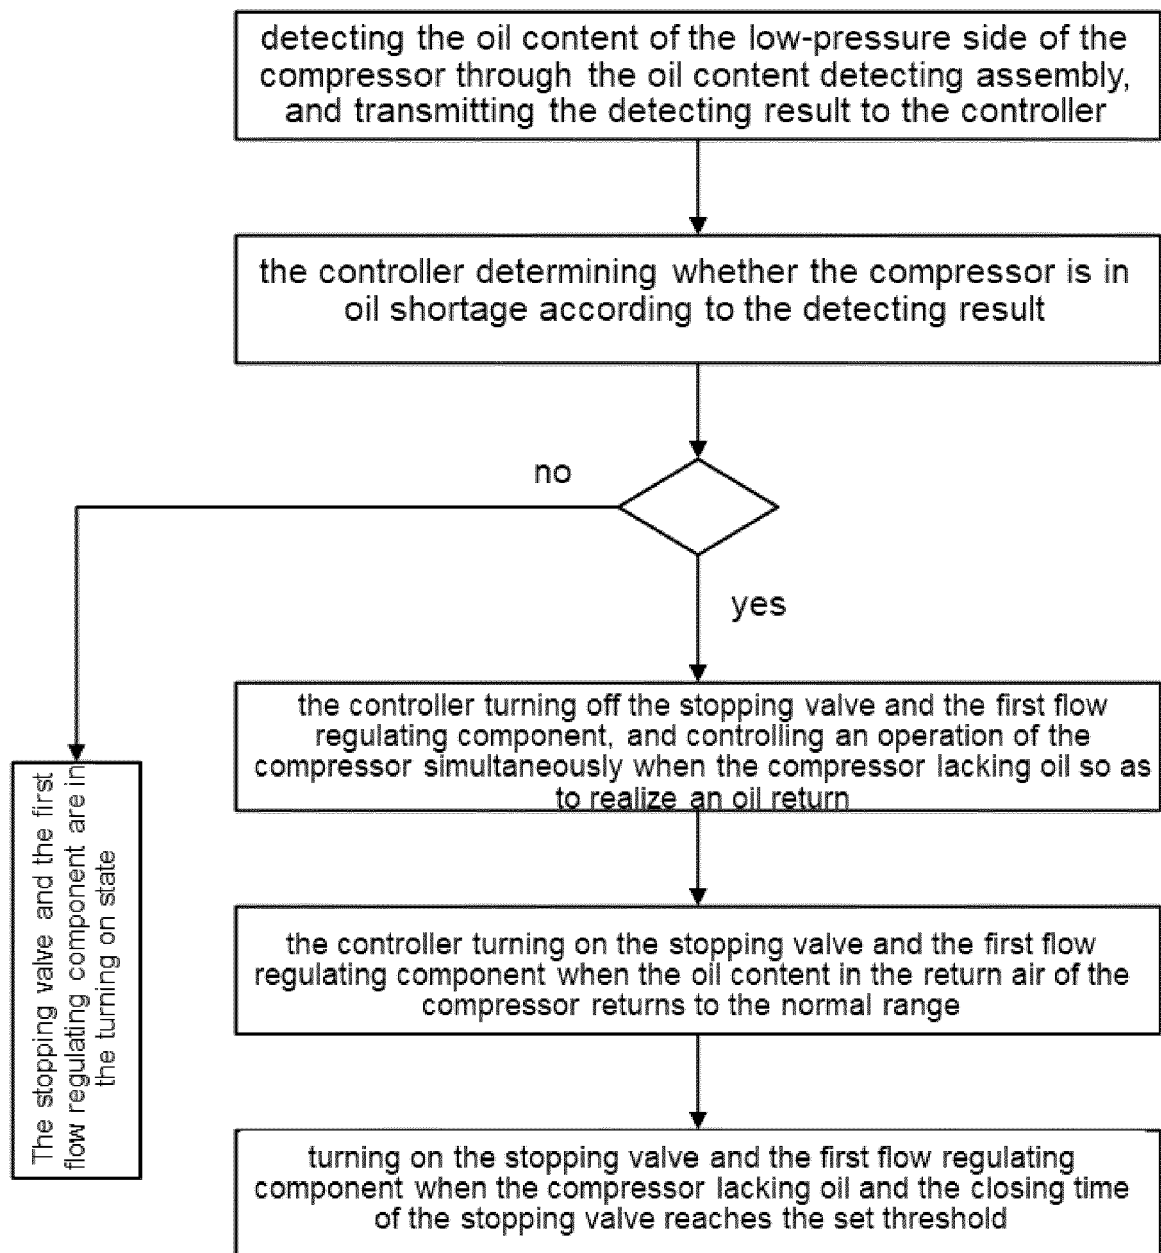 detecting the oil content of the low-pressure side of the
compressor through the oil content detecting assembly,
and transmitting the detecting result to the controller
the controller determining whether the compressor is in
oil shortage according to the detecting result
no
yes
the controller turning off the stopping valve and the first flow
regulating component, and controlling an operation of the
compressor simultaneously when the compressor lacking oil so as
to realize an oil return
The stopping valve and the first
flow regulating component are in
the turning on state
the controller turning on the stopping valve and the first flow
regulating component when the oil content in the return air of the
compressor returns to the normal range
turning on the stopping valve and the first flow regulating
component when the compressor lacking oil and the closing time
of the stopping valve reaches the set threshold